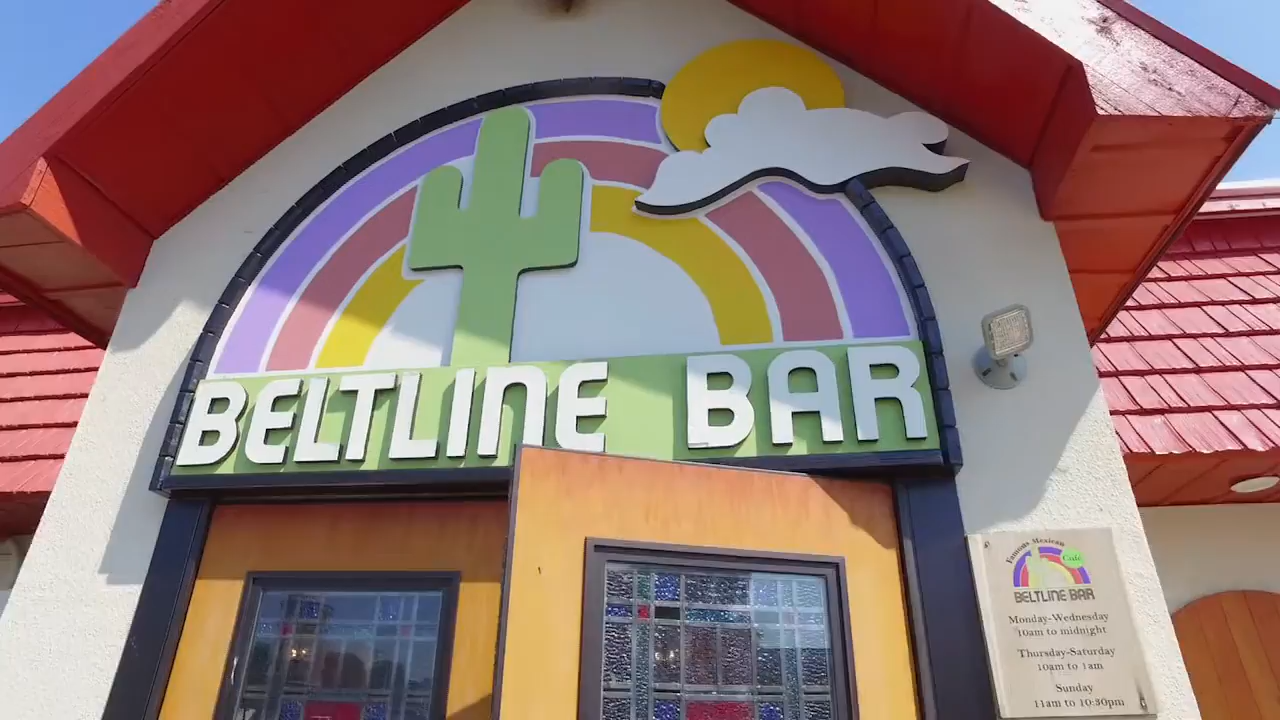 BELTLINE BAR
Famous Mexican
Café
BELTLINE BAR
Monday-Wednesday
10am to midnight
Thursday-Saturday
10am to 1am
Sunday
11am to 10:30pm